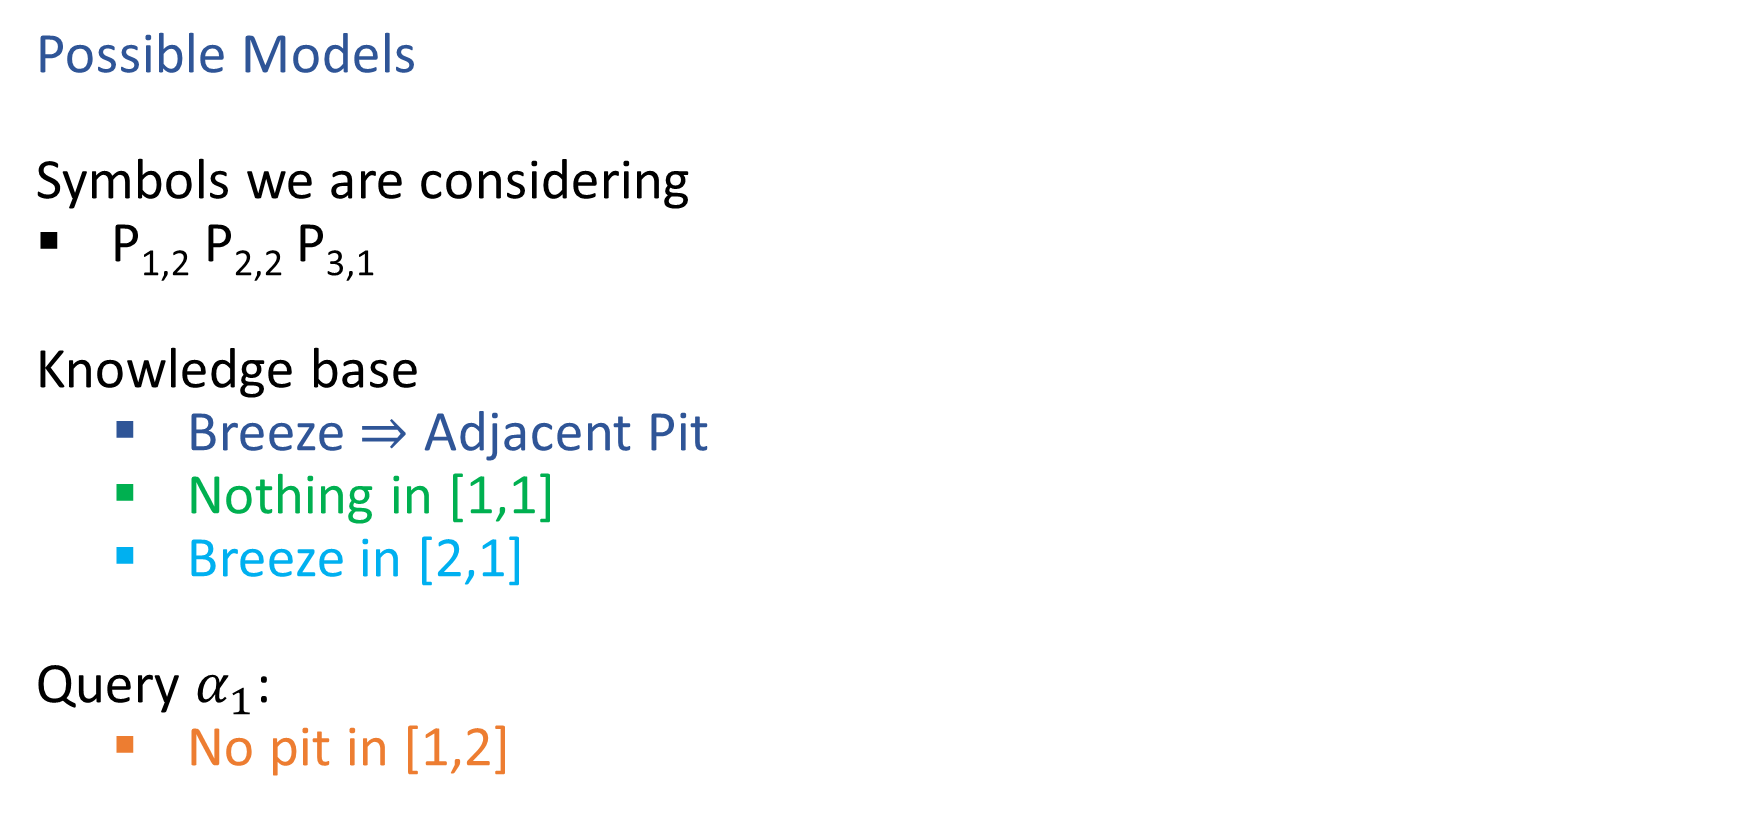 Possible Models
Symbols we are considering
▪ P₁,₂ P₂,₂ P₃,₁
Knowledge base
▪ Breeze ⇒ Adjacent Pit
▪ Nothing in [1,1]
▪ Breeze in [2,1]
Query 𝛼₁:
▪ No pit in [1,2]